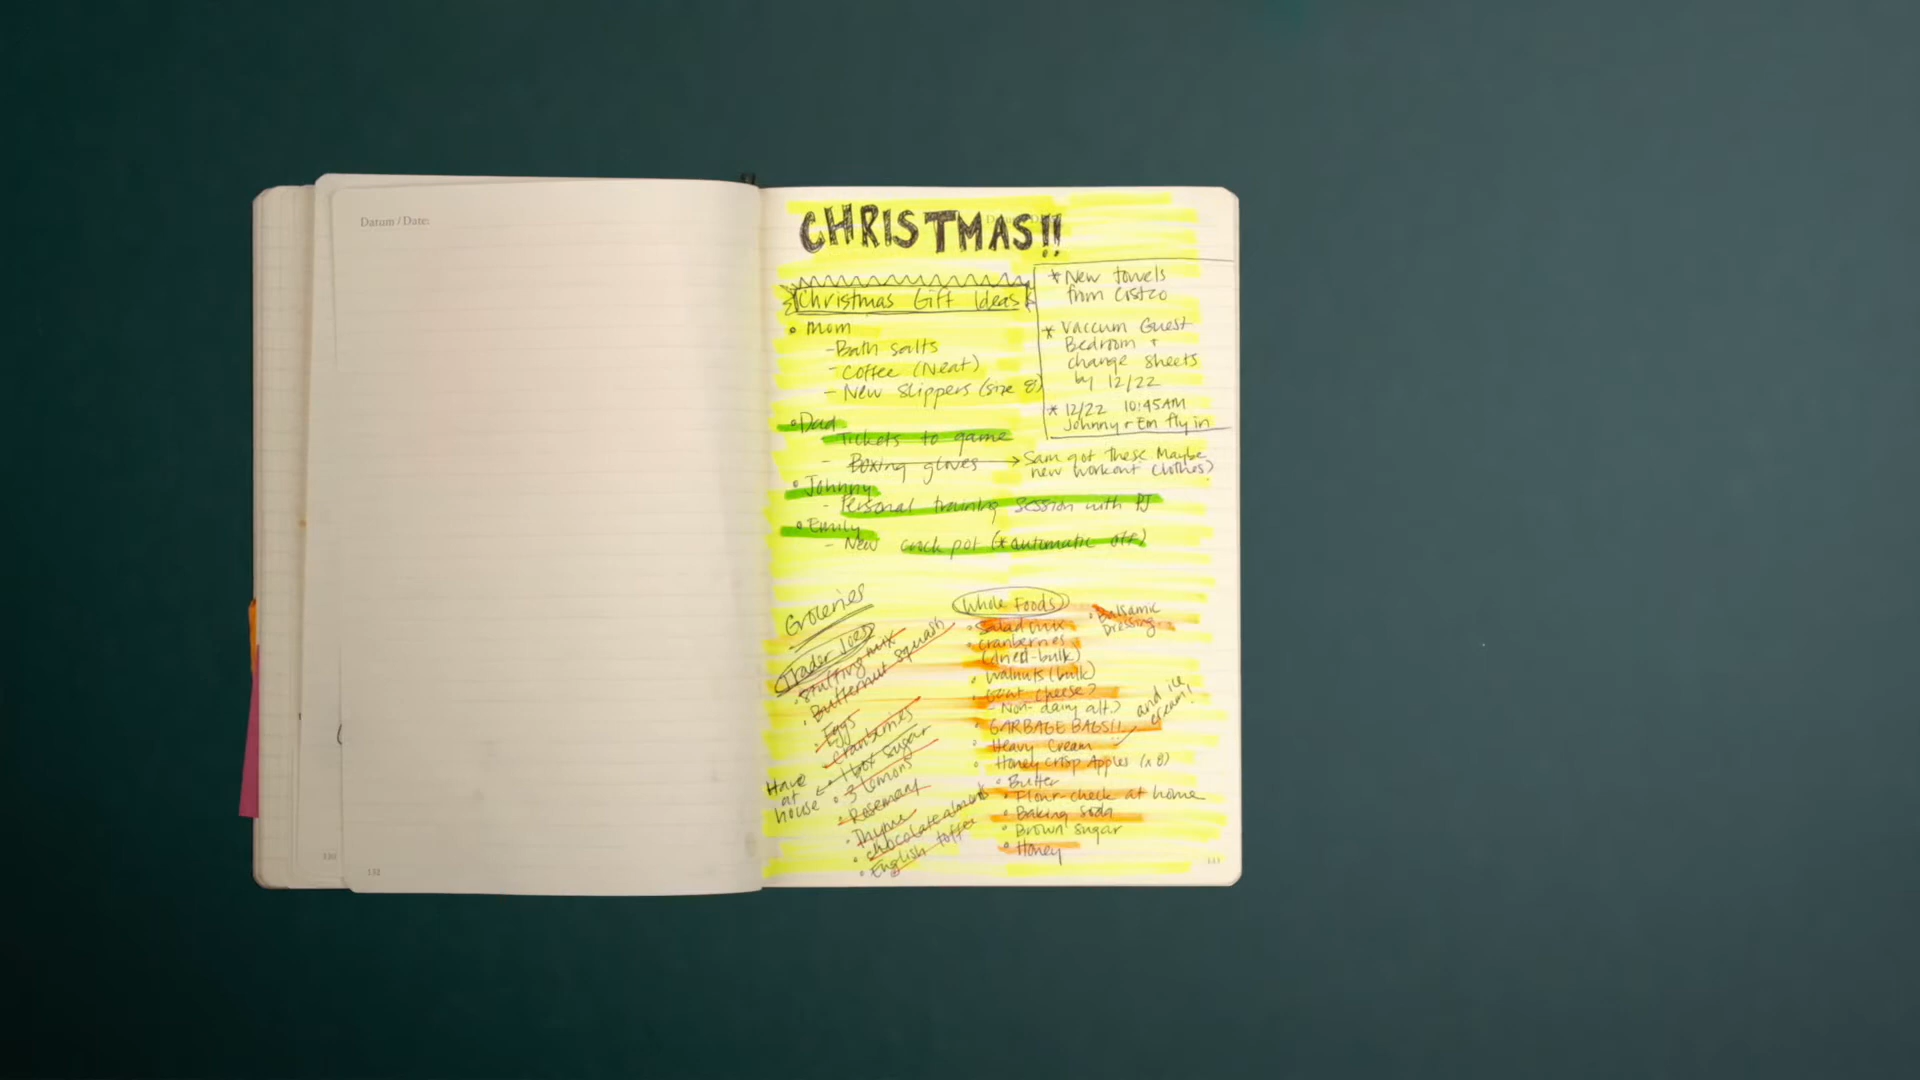 Datum / Date:
130
132
CHRISTMAS!!
Christmas Gift Ideas
• Mom
- Bath salts
- Coffee (Neat)
- New slippers (size 8)
• Dad
- Tickets to game
- Boxing gloves → Sam got these Maybe
new workout clothes?
• Johnny
- Personal training session with PJ
• Emily
- New crock pot (*automatic off)
* New towels
from Costco
* Vaccum Guest
Bedroom +
change sheets
by 12/22
* 12/22 10:45AM
Johnny + Em fly in
Groceries
Trader Joes
• Stuffing mix
• Butternut squash
• Eggs
• Cranberries
• 1 box sugar
Have
at
house
• 3 lemons
• Rosemary
• Thyme
• Chocolate almonds
• English toffee
Whole Foods
• Salad mix
• Cranberries
(dried-bulk)
• Walnuts (bulk)
• Goat cheese?
- Non-dairy alt.)
• GARBAGE BAGS!!
• Heavy Cream
and ice
cream!
• Honey crisp Apples (x8)
• Butter
• Flour-check at home
• Baking soda
• Brown sugar
• Honey
• Balsamic
Dressing